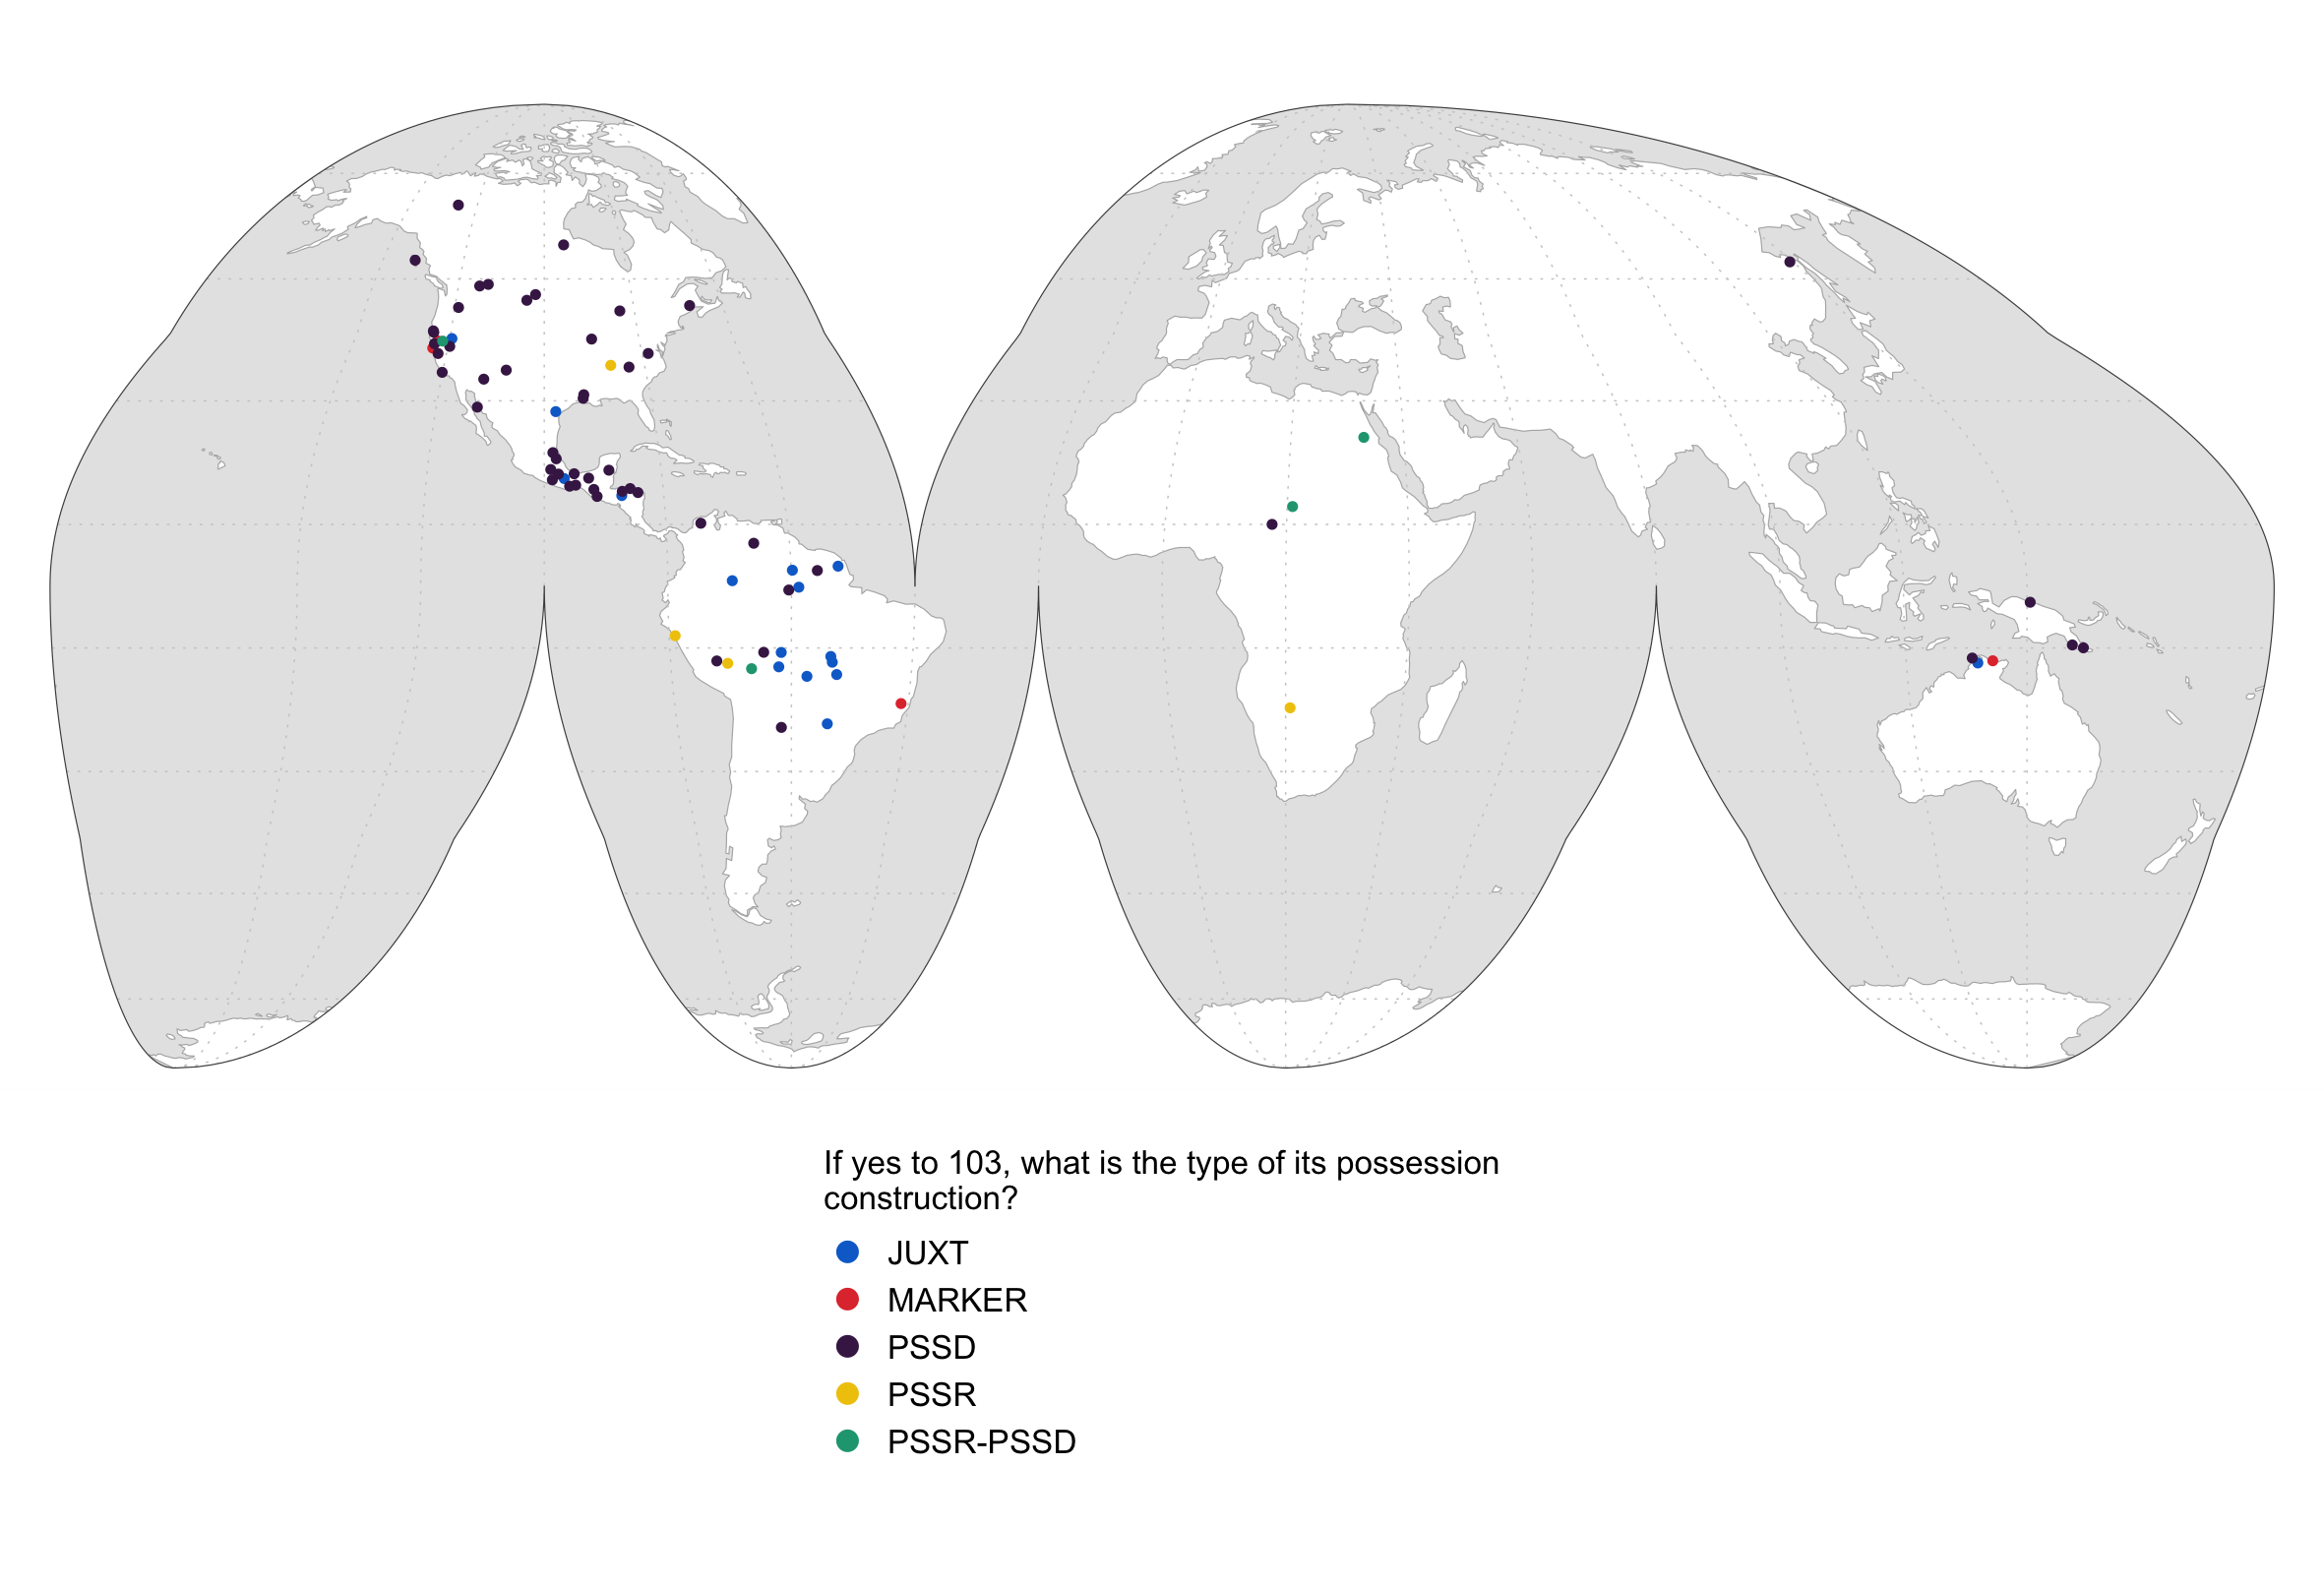 If yes to 103, what is the type of its possession
construction?
JUXT
MARKER
PSSD
PSSR
PSSR-PSSD